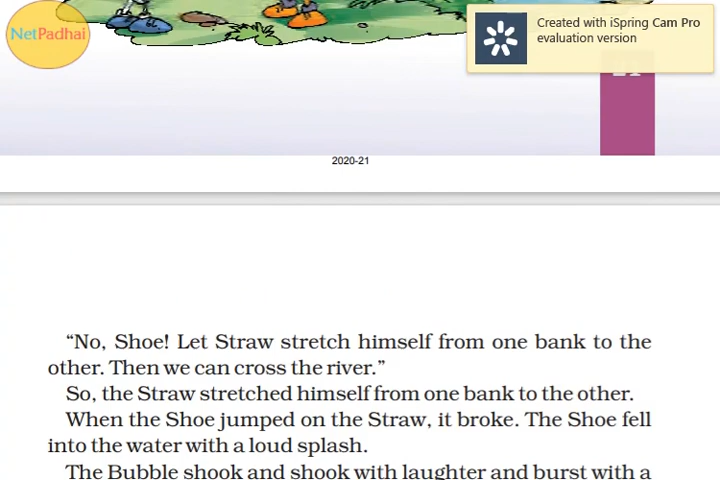 NetPadhai
Created with iSpring Cam Pro
evaluation version
2020-21
“No, Shoe! Let Straw stretch himself from one bank to the
other. Then we can cross the river.”
So, the Straw stretched himself from one bank to the other.
When the Shoe jumped on the Straw, it broke. The Shoe fell
into the water with a loud splash.
The Bubble shook and shook with laughter and burst with a